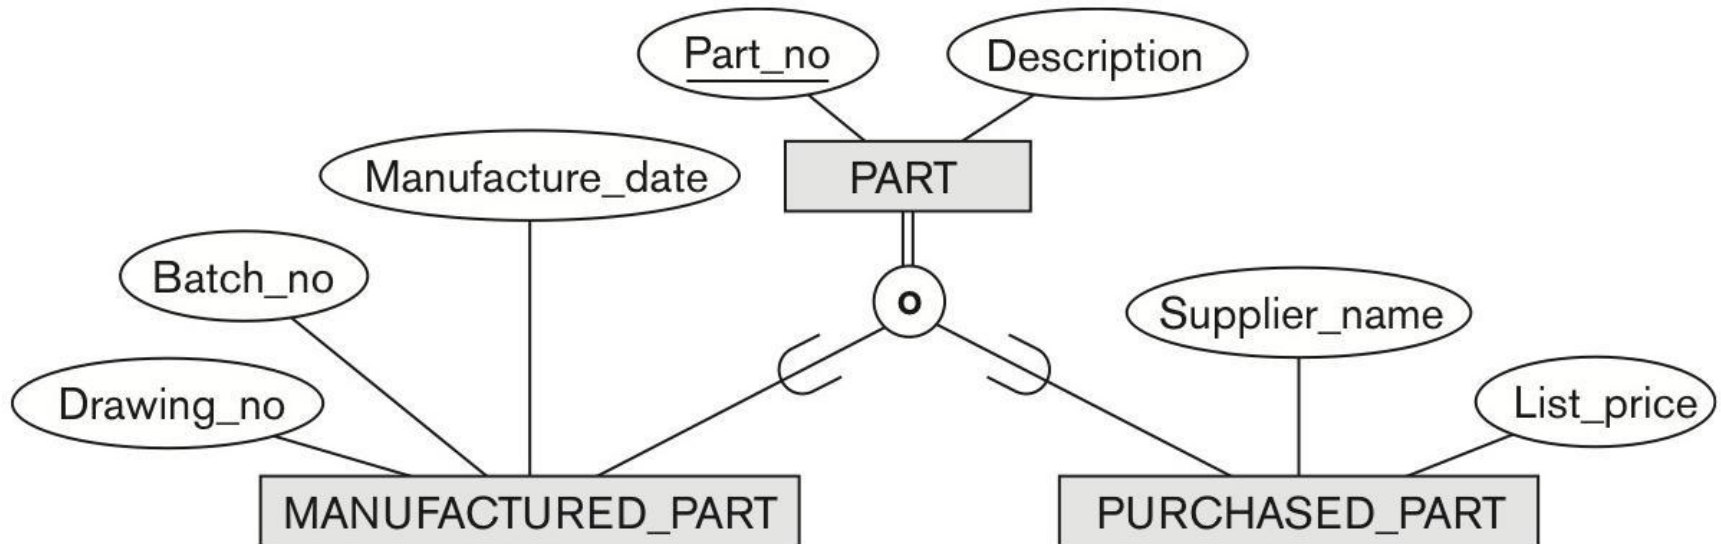 Part_no
Description
Manufacture_date
PART
Batch_no
o
Supplier_name
Drawing_no
List_price
MANUFACTURED_PART
PURCHASED_PART